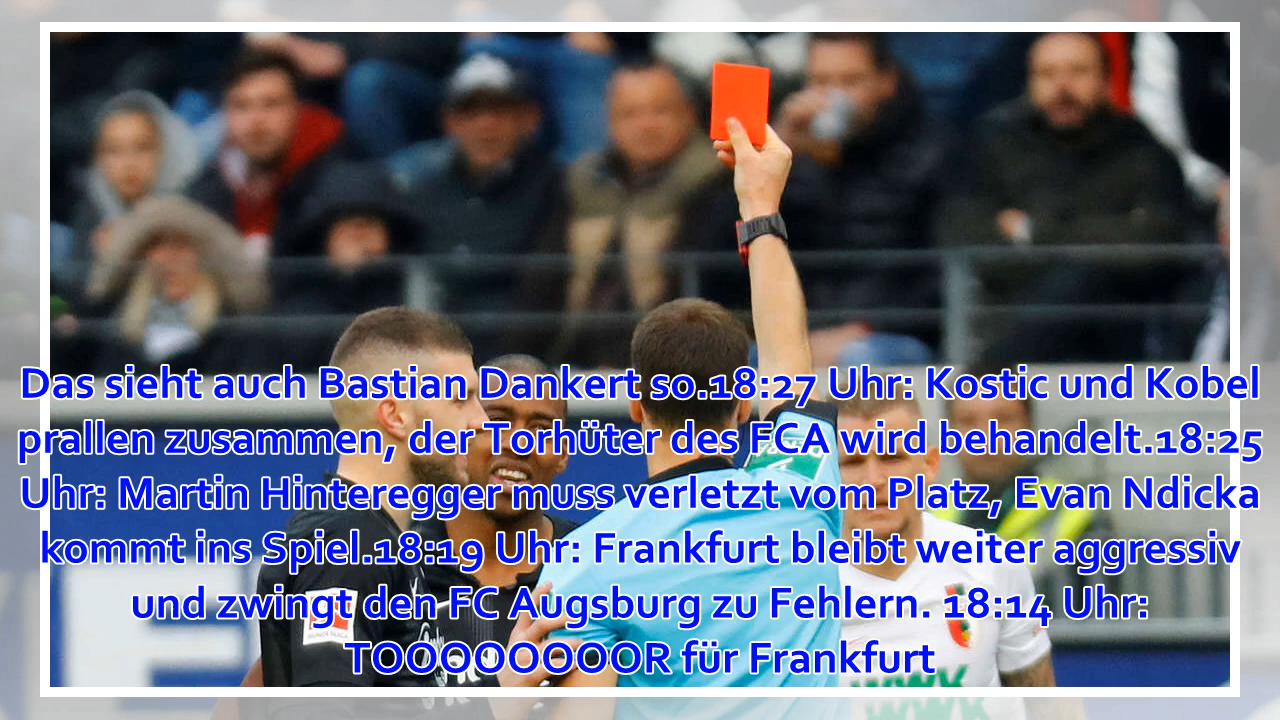 Das sieht auch Bastian Dankert so.18:27 Uhr: Kostic und Kobel
prallen zusammen, der Torhüter des FCA wird behandelt.18:25
Uhr: Martin Hinteregger muss verletzt vom Platz, Evan Ndicka
kommt ins Spiel.18:19 Uhr: Frankfurt bleibt weiter aggressiv
und zwingt den FC Augsburg zu Fehlern. 18:14 Uhr:
TOOOOOOOOR für Frankfurt
WWK